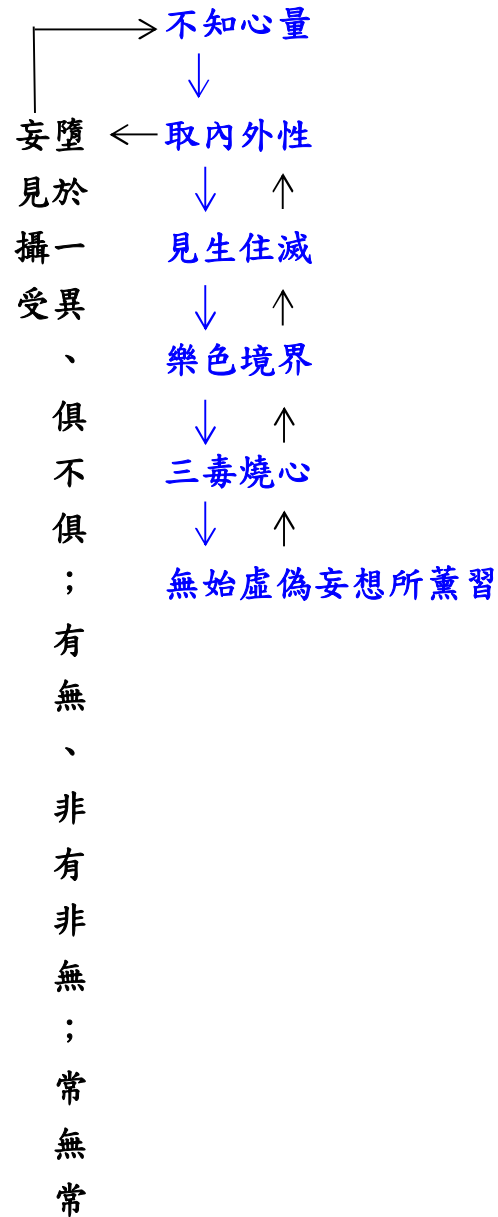 不知心量
取內外性
見生住滅
樂色境界
三毒燒心
無始虛偽妄想所薰習
墮於一異、俱不俱；有無、非有非無；常無常
妄見攝受